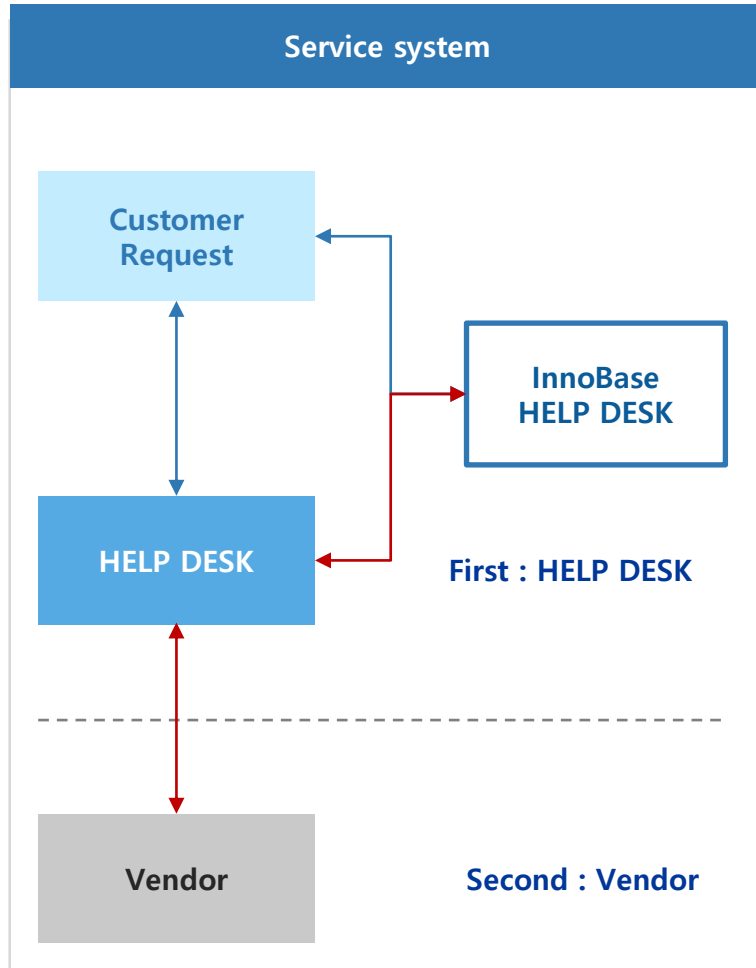 Service system
Customer
Request
InnoBase
HELP DESK
HELP DESK
First : HELP DESK
Vendor
Second : Vendor